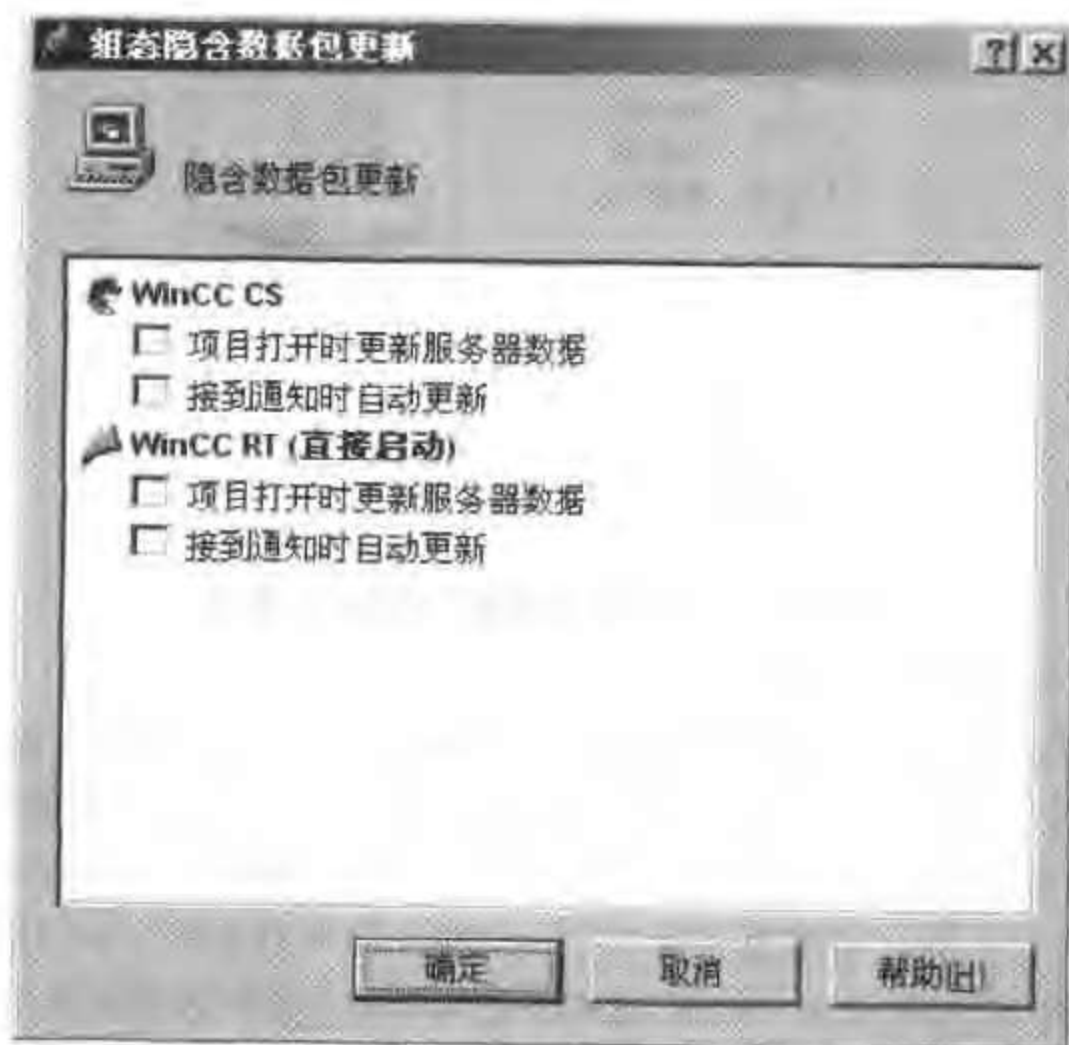 组态隐含数据包更新
隐含数据包更新
WinCC CS
项目打开时更新服务器数据
接到通知时自动更新
WinCC RT (直接启动)
项目打开时更新服务器数据
接到通知时自动更新
确定
取消
帮助(H)